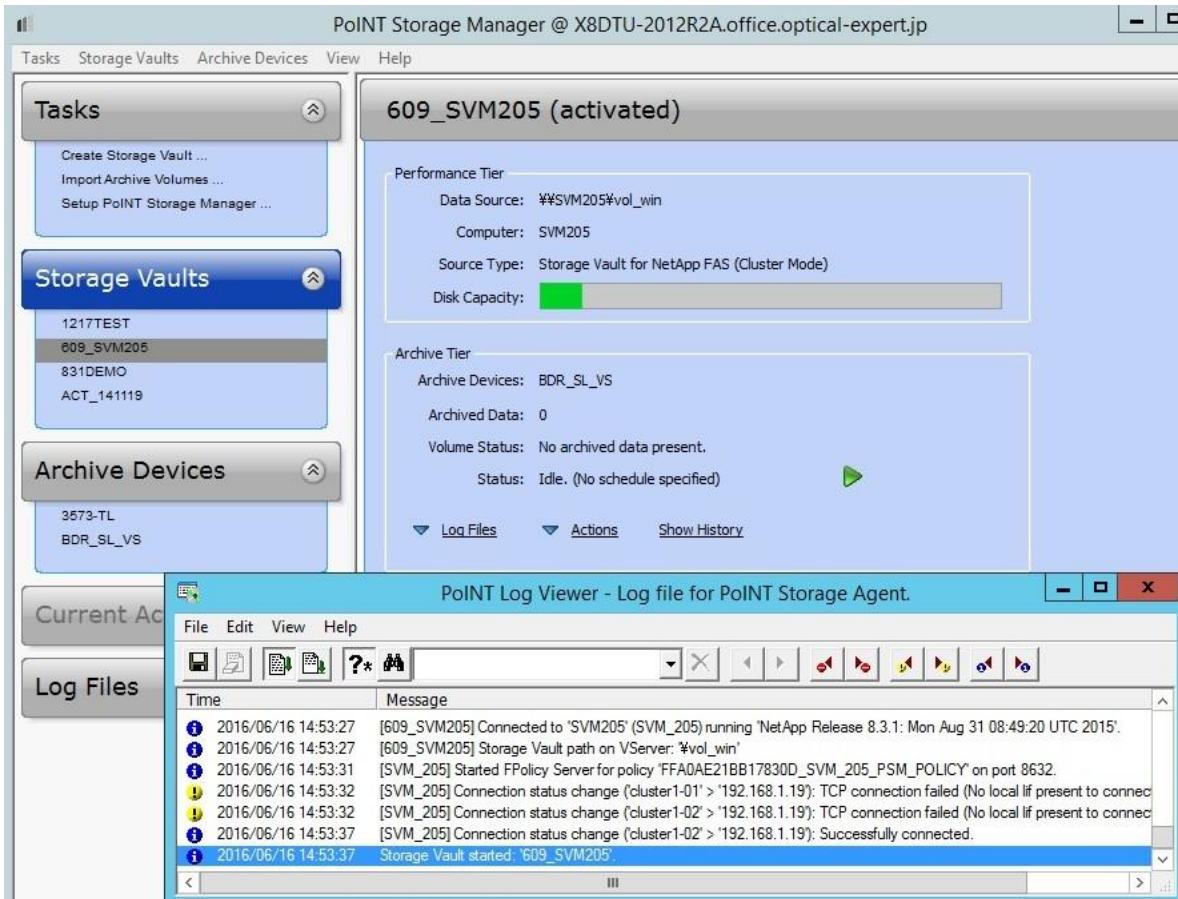 PoINT Storage Manager @ X8DTU-2012R2A.office.optical-expert.jp
Tasks Storage Vaults Archive Devices View Help
Tasks
Create Storage Vault ...
Import Archive Volumes ...
Setup PoINT Storage Manager ...
Storage Vaults
1217TEST
609_SVM205
831DEMO
ACT_141119
Archive Devices
3573-TL
BDR_SL_VS
Current Ac
Log Files
609_SVM205 (activated)
Performance Tier
Data Source: ¥¥SVM205¥vol_win
Computer: SVM205
Source Type: Storage Vault for NetApp FAS (Cluster Mode)
Disk Capacity:
Archive Tier
Archive Devices: BDR_SL_VS
Archived Data: 0
Volume Status: No archived data present.
Status: Idle. (No schedule specified)
Log Files Actions Show History
PoINT Log Viewer - Log file for PoINT Storage Agent.
File Edit View Help
Time Message
2016/06/16 14:53:27 [609_SVM205] Connected to 'SVM205' (SVM_205) running 'NetApp Release 8.3.1: Mon Aug 31 08:49:20 UTC 2015'.
2016/06/16 14:53:27 [609_SVM205] Storage Vault path on VServer: '¥vol_win'
2016/06/16 14:53:31 [SVM_205] Started FPolicy Server for policy 'FFA0AE21BB17830D_SVM_205_PSM_POLICY' on port 8632.
2016/06/16 14:53:32 [SVM_205] Connection status change ('cluster1-01' > '192.168.1.19'): TCP connection failed (No local lif present to connec
2016/06/16 14:53:32 [SVM_205] Connection status change ('cluster1-02' > '192.168.1.19'): TCP connection failed (No local lif present to connec
2016/06/16 14:53:37 [SVM_205] Connection status change ('cluster1-02' > '192.168.1.19'): Successfully connected.
2016/06/16 14:53:37 Storage Vault started: '609_SVM205'.